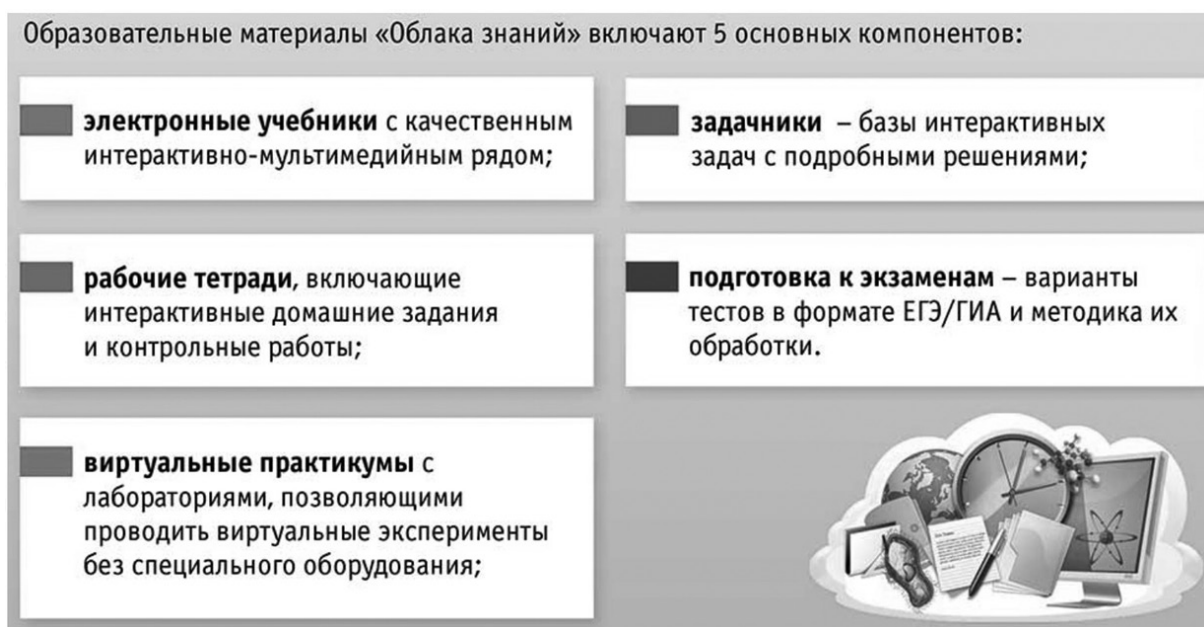 Образовательные материалы «Облака знаний» включают 5 основных компонентов:
электронные учебники с качественным
интерактивно-мультимедийным рядом;
рабочие тетради, включающие
интерактивные домашние задания
и контрольные работы;
виртуальные практикумы с
лабораториями, позволяющими
проводить виртуальные эксперименты
без специального оборудования;
задачники – базы интерактивных
задач с подробными решениями;
подготовка к экзаменам – варианты
тестов в формате ЕГЭ/ГИА и методика их
обработки.